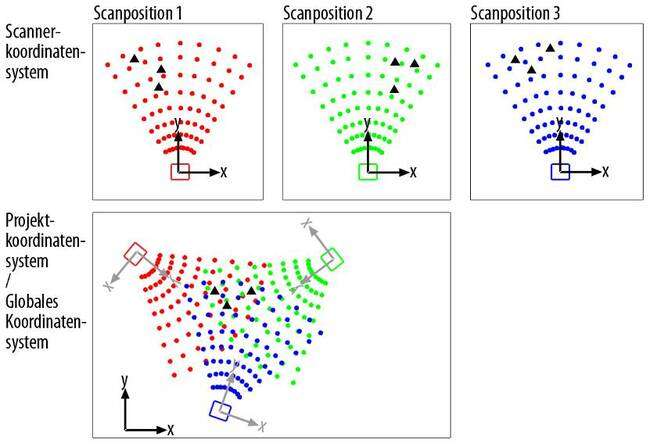 Scanposition 1
Scanposition 2
Scanposition 3
Scanner-
koordinaten-
system
y
x
y
x
y
x
Projekt-
koordinaten-
system
/
Globales
Koordinaten-
system
x
y
x
y
x
y
x
y
x